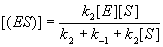 [(ES)] = k₂[E][S] / (k₂ + k₋₁ + k₂[S])